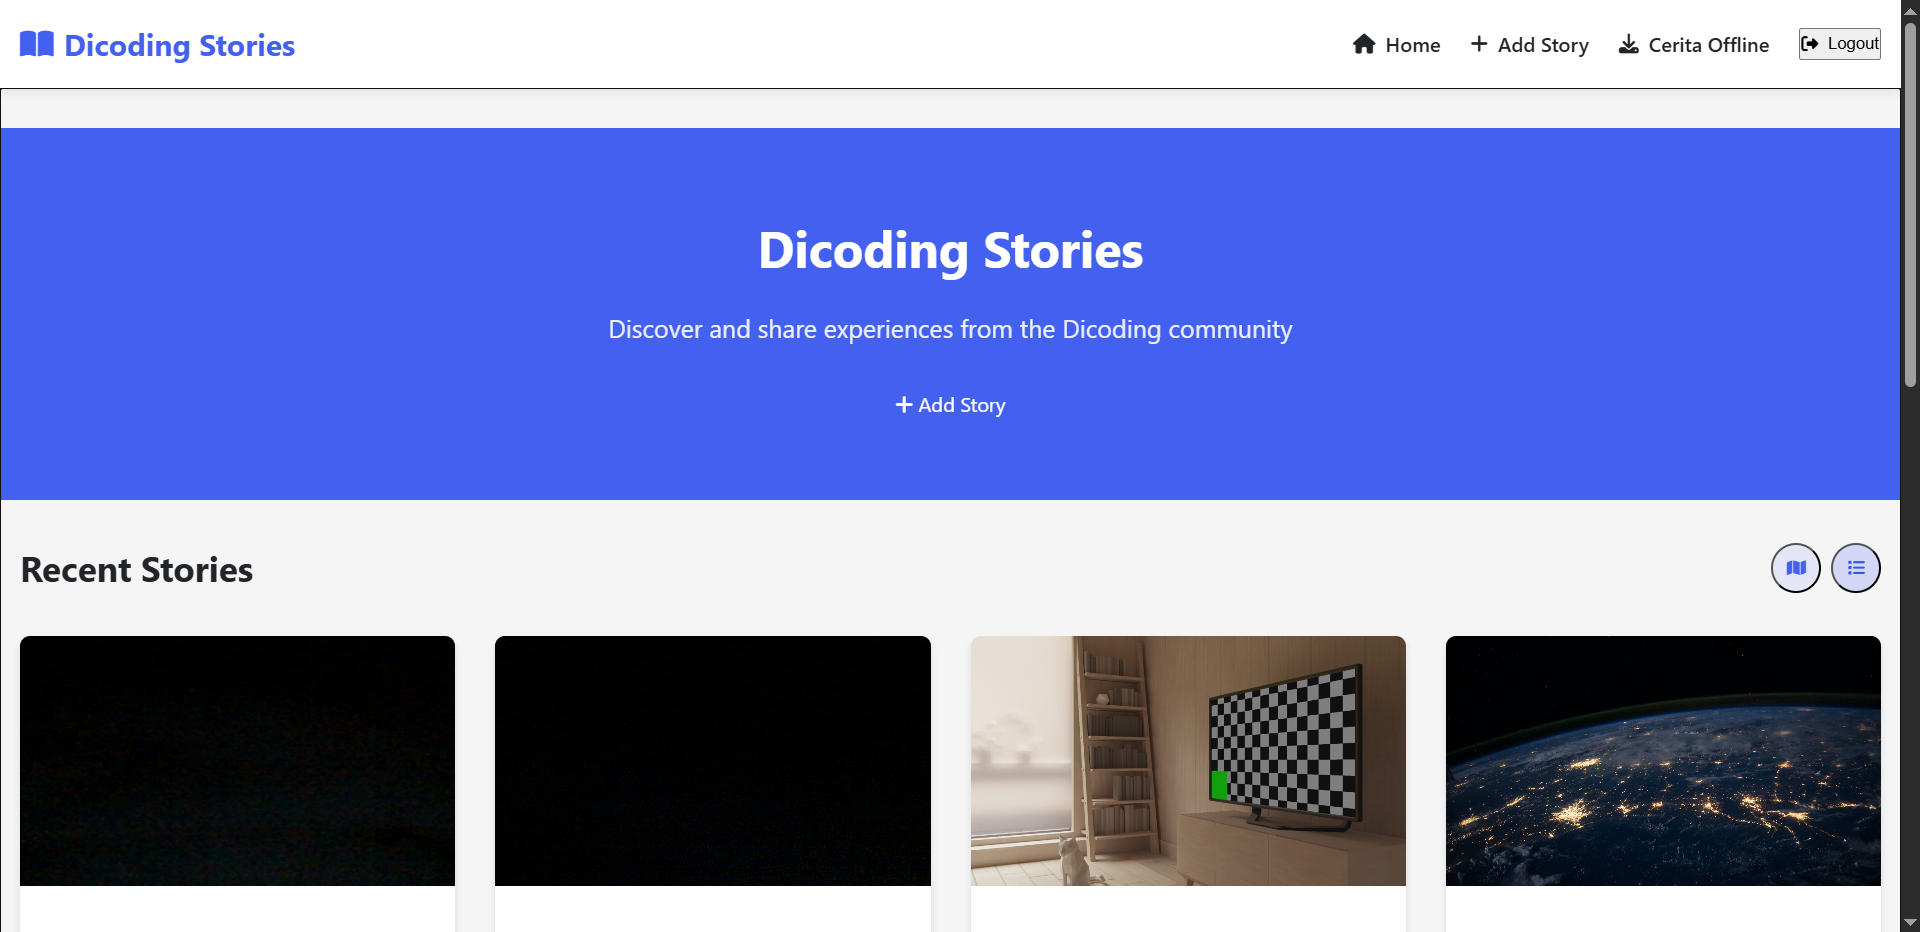 Dicoding Stories
Home
Add Story
Cerita Offline
Logout
Dicoding Stories
Discover and share experiences from the Dicoding community
Add Story
Recent Stories